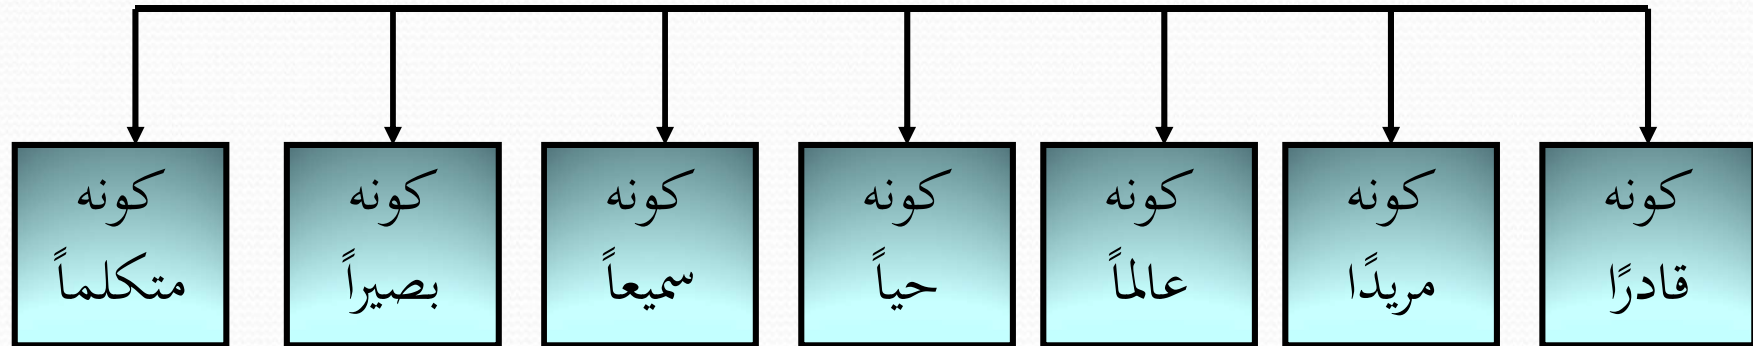 كونه
قادرًا
كونه
مريدًا
كونه
عالماً
كونه
حياً
كونه
سميعاً
كونه
بصيراً
كونه
متكلماً